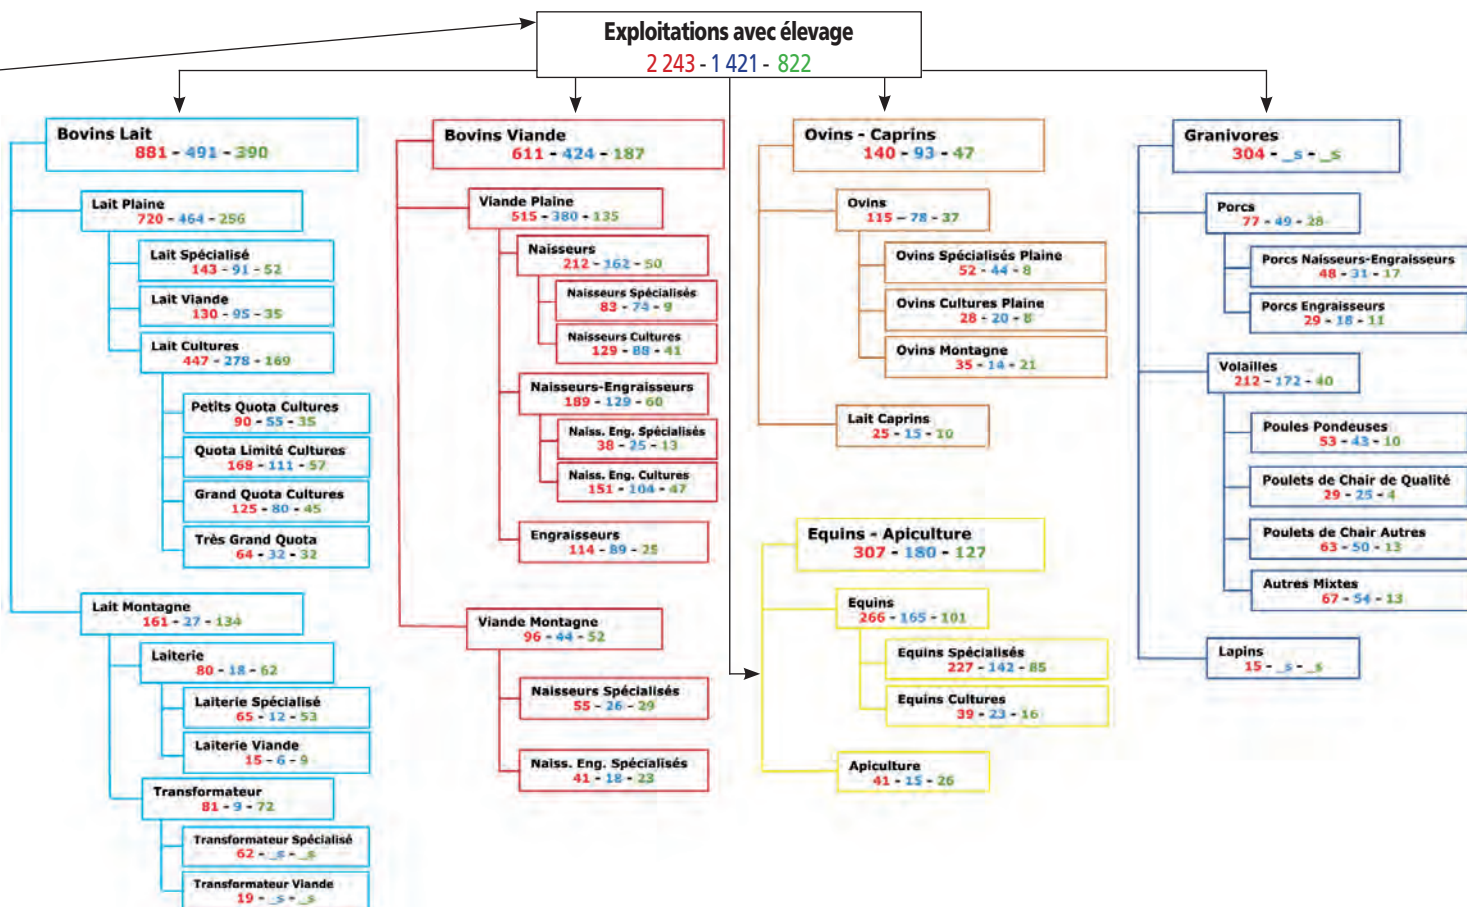 Exploitations avec élevage
2 243 - 1 421 - 822
Bovins Lait
881 - 491 - 390
Lait Plaine
720 - 464 - 256
Lait Spécialisé
143 - 91 - 52
Lait Viande
130 - 95 - 35
Lait Cultures
447 - 278 - 169
Petits Quota Cultures
90 - 55 - 35
Quota Limité Cultures
168 - 111 - 57
Grand Quota Cultures
125 - 80 - 45
Très Grand Quota
64 - 32 - 32
Lait Montagne
161 - 27 - 134
Laiterie
80 - 18 - 62
Laiterie Spécialisé
65 - 12 - 53
Laiterie Viande
15 - 6 - 9
Transformateur
81 - 9 - 72
Transformateur Spécialisé
62 - _s - _s
Transformateur Viande
19 - _s - _s
Bovins Viande
611 - 424 - 187
Viande Plaine
515 - 380 - 135
Naisseurs
212 - 162 - 50
Naisseurs Spécialisés
83 - 74 - 9
Naisseurs Cultures
129 - 88 - 41
Naisseurs-Engraisseurs
189 - 129 - 60
Naiss. Eng. Spécialisés
38 - 25 - 13
Naiss. Eng. Cultures
151 - 104 - 47
Engraisseurs
114 - 89 - 25
Viande Montagne
96 - 44 - 52
Naisseurs Spécialisés
55 - 26 - 29
Naiss. Eng. Spécialisés
41 - 18 - 23
Ovins - Caprins
140 - 93 - 47
Ovins
115 - 78 - 37
Ovins Spécialisés Plaine
52 - 44 - 8
Ovins Cultures Plaine
28 - 20 - 8
Ovins Montagne
35 - 14 - 21
Lait Caprins
25 - 15 - 10
Equins - Apiculture
307 - 180 - 127
Equins
266 - 165 - 101
Equins Spécialisés
227 - 142 - 85
Equins Cultures
39 - 23 - 16
Apiculture
41 - 15 - 26
Granivores
304 - _s - _s
Porcs
77 - 49 - 28
Porcs Naisseurs-Engraisseurs
48 - 31 - 17
Porcs Engraisseurs
29 - 18 - 11
Volailles
212 - 172 - 40
Poules Pondeuses
53 - 43 - 10
Poulets de Chair de Qualité
29 - 25 - 4
Poulets de Chair Autres
63 - 50 - 13
Autres Mixtes
67 - 54 - 13
Lapins
15 - _s - _s